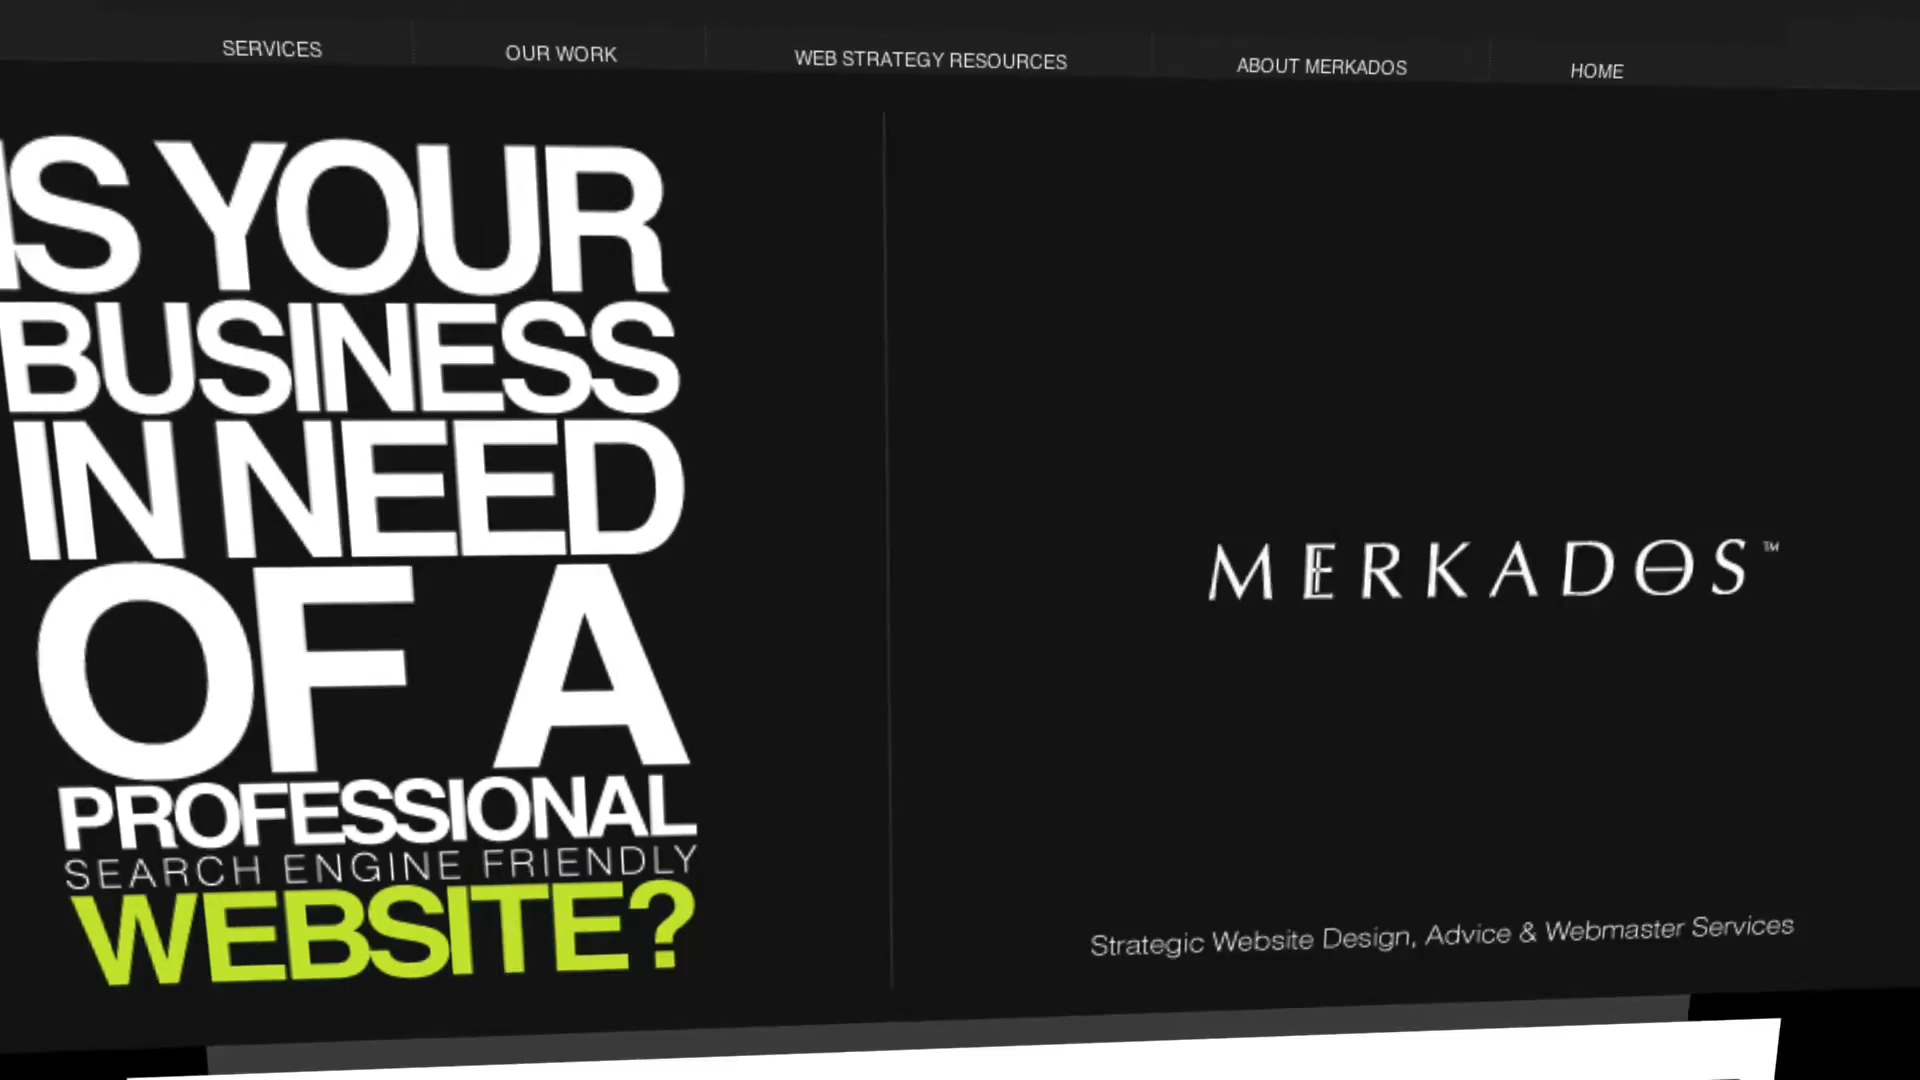 SERVICES
OUR WORK
WEB STRATEGY RESOURCES
ABOUT MERKADOS
HOME
IS YOUR
BUSINESS
IN NEED
OF A
PROFESSIONAL
SEARCH ENGINE FRIENDLY
WEBSITE?
MERKADOS™
Strategic Website Design, Advice & Webmaster Services